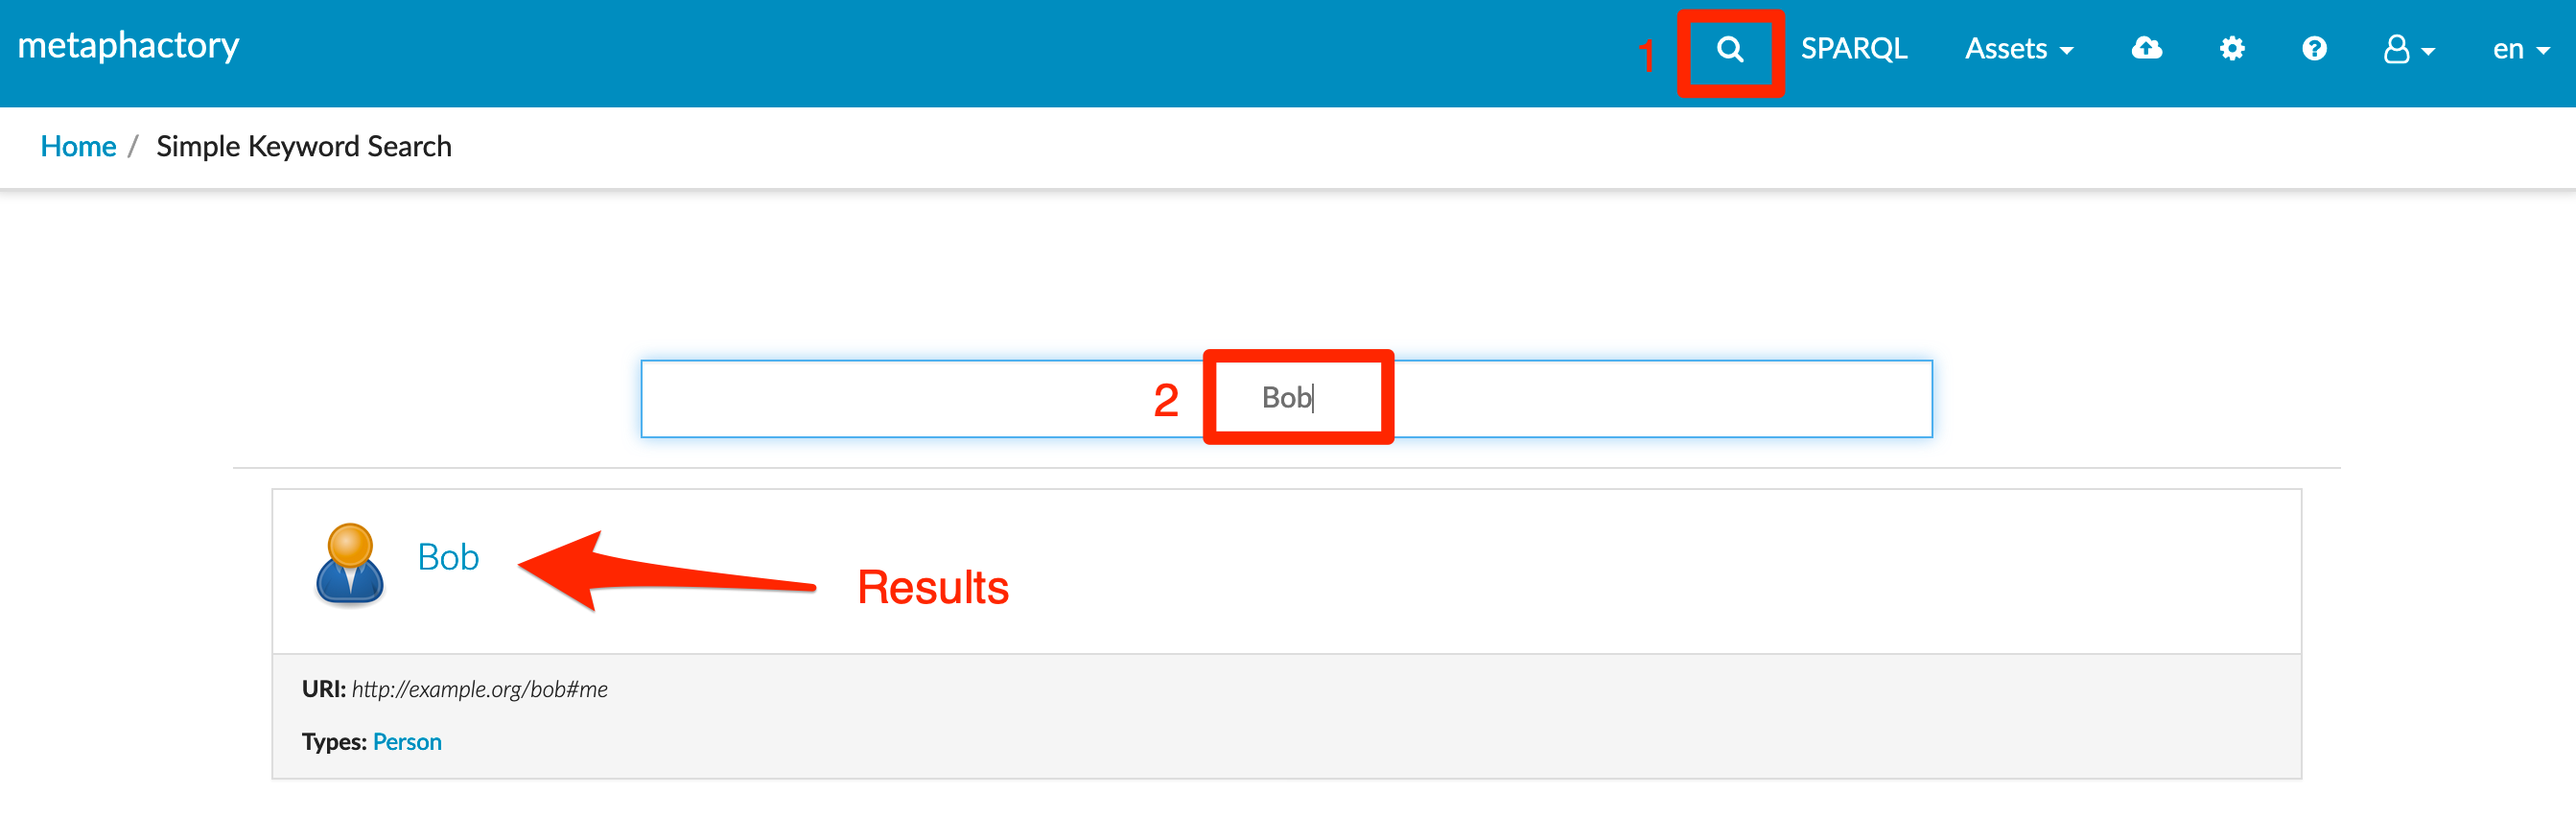 metaphactory
1 SPARQL Assets en
Home / Simple Keyword Search
2 Bob
Bob
Results
URI: http://example.org/bob#me
Types: Person